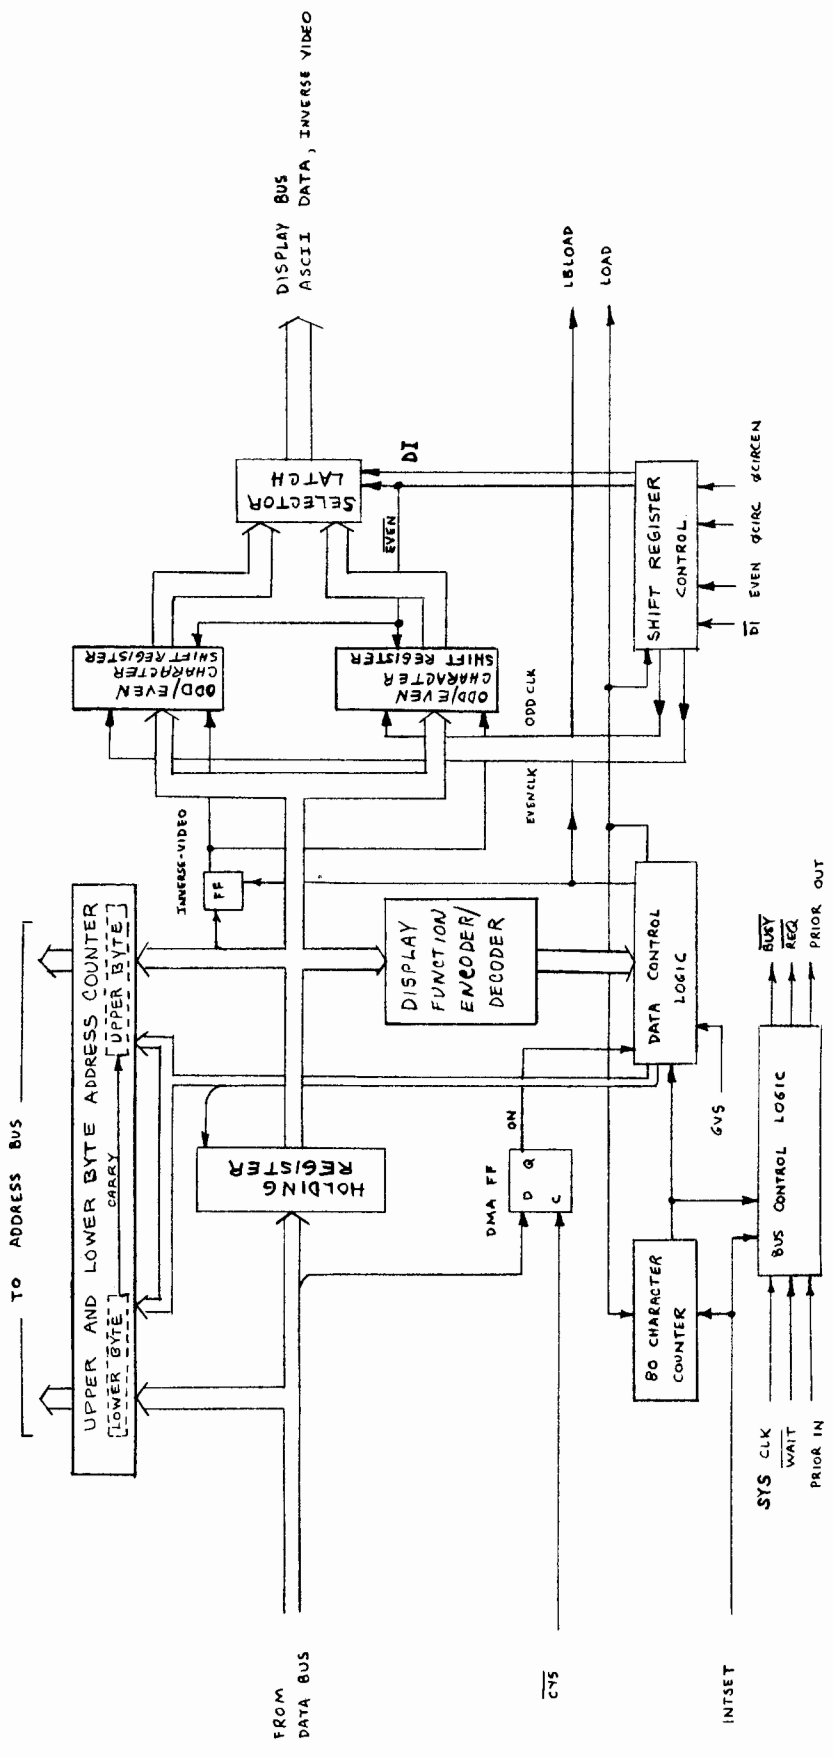 TO ADDRESS BUS
UPPER AND LOWER BYTE ADDRESS COUNTER
LOWER BYTE
CARRY
UPPER BYTE
FROM
DATA BUS
HOLDING
REGISTER
INVERSE-VIDEO
FF
ODD/EVEN
CHARACTER
SHIFT REGISTER
ODD/EVEN
CHARACTER
SHIFT REGISTER
SELECTOR
LATCH
DISPLAY BUS
ASCII DATA, INVERSE VIDEO
EVEN
DI
DISPLAY
FUNCTION
ENCODER/
DECODER
EVENCLK
ODD CLK
DMA FF
D Q
C
ON
LBLOAD
LOAD
80 CHARACTER
COUNTER
DATA CONTROL
LOGIC
GVS
SHIFT REGISTER
CONTROL
DI
EVEN
ØCIRC
ØCIRCEN
INTSET
SYS CLK
WAIT
PRIOR IN
BUS CONTROL LOGIC
BUSY
REQ
PRIOR OUT